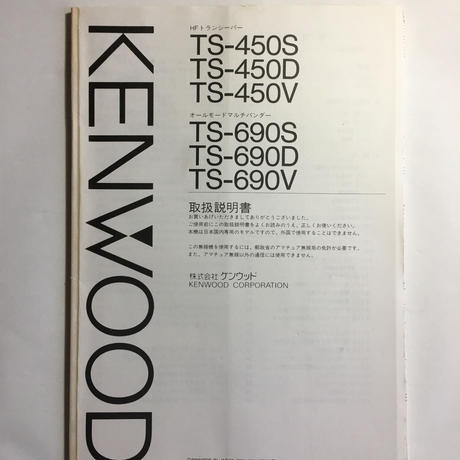 KENWOOD
HFトランシーバー
TS-450S
TS-450D
TS-450V
オールモードマルチバンダー
TS-690S
TS-690D
TS-690V
取扱説明書
お買いあげいただきましてありがとうございました。
ご使用前にこの取扱説明書をよくお読みのうえ、正しくお使いください。
本機は日本国内専用のモデルですので、外国で使用することはできません。
この無線機を使用するには、郵政省のアマチュア無線局の免許が必要です。
また、アマチュア無線以外の通信には使用できません。
株式会社 ケンウッド
KENWOOD CORPORATION